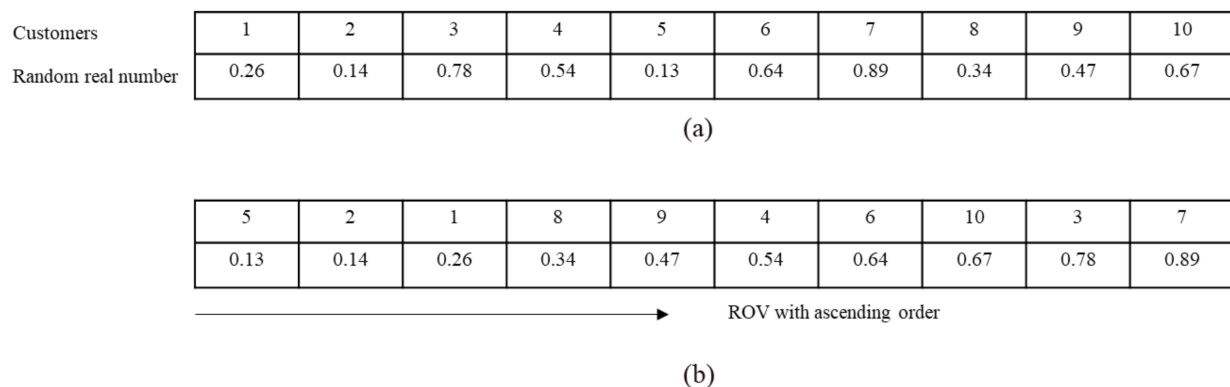 Customers 1 2 3 4 5 6 7 8 9 10
Random real number 0.26 0.14 0.78 0.54 0.13 0.64 0.89 0.34 0.47 0.67
(a)
5 2 1 8 9 4 6 10 3 7
0.13 0.14 0.26 0.34 0.47 0.54 0.64 0.67 0.78 0.89
ROV with ascending order
(b)